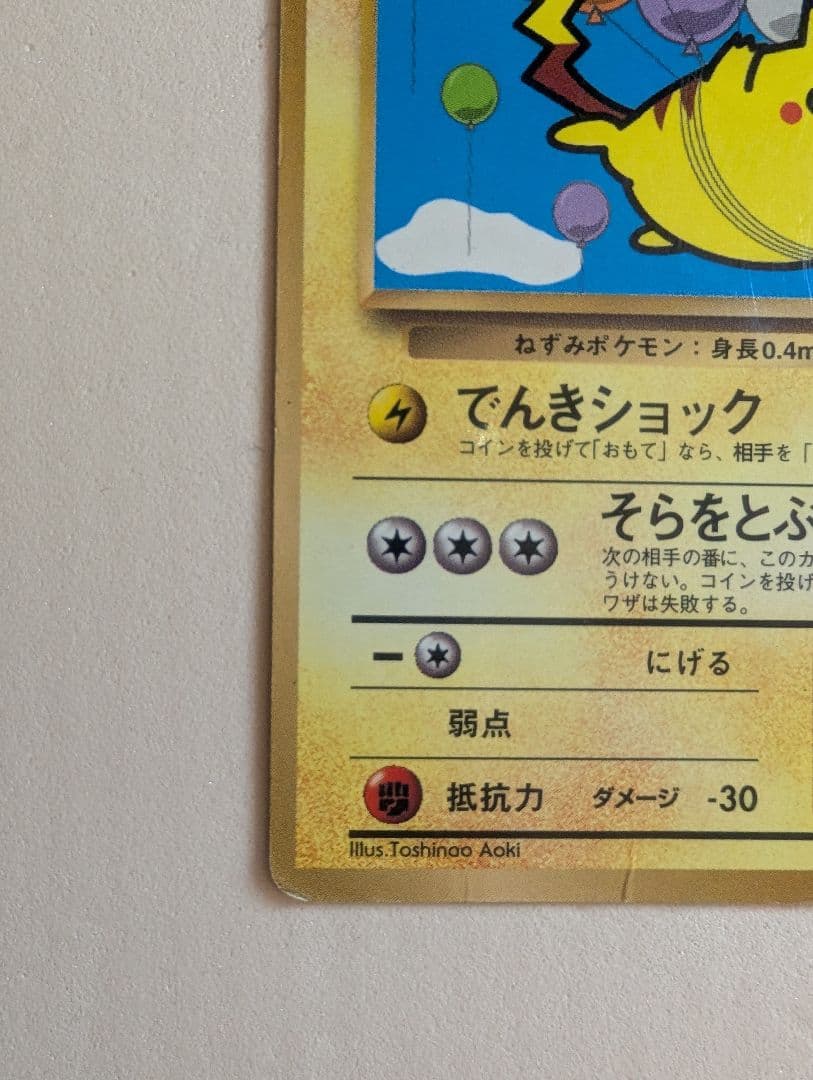 ねずみポケモン：身長0.4m
でんきショック
コインを投げて「おもて」なら、相手を「
そらをとぶ
次の相手の番に、このカ
うけない。コインを投げ
ワザは失敗する。
ー にげる
弱点
抵抗力 ダメージ -30
Illus.Toshinao Aoki